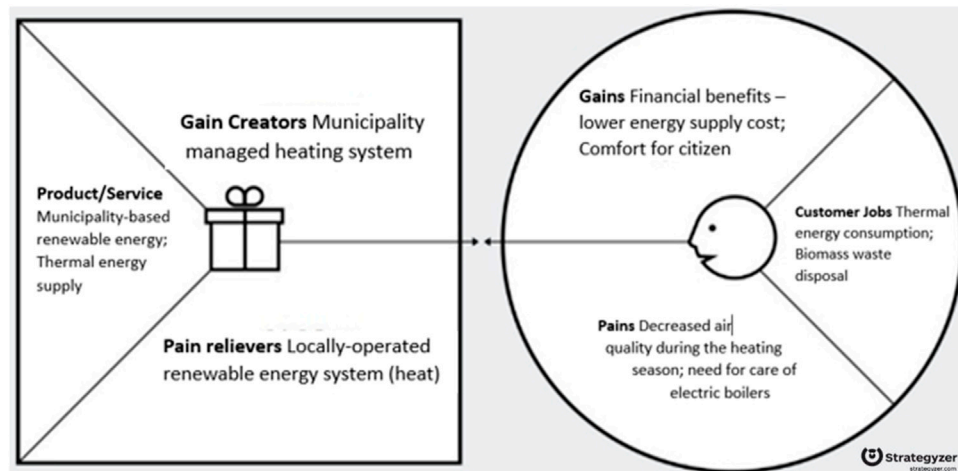 Gain Creators Municipality
managed heating system
Product/Service
Municipality-based
renewable energy;
Thermal energy
supply
Pain relievers Locally-operated
renewable energy system (heat)
Gains Financial benefits –
lower energy supply cost;
Comfort for citizen
Customer Jobs Thermal
energy consumption;
Biomass waste
disposal
Pains Decreased air
quality during the heating
season; need for care of
electric boilers
Strategyzer
strategyzer.com